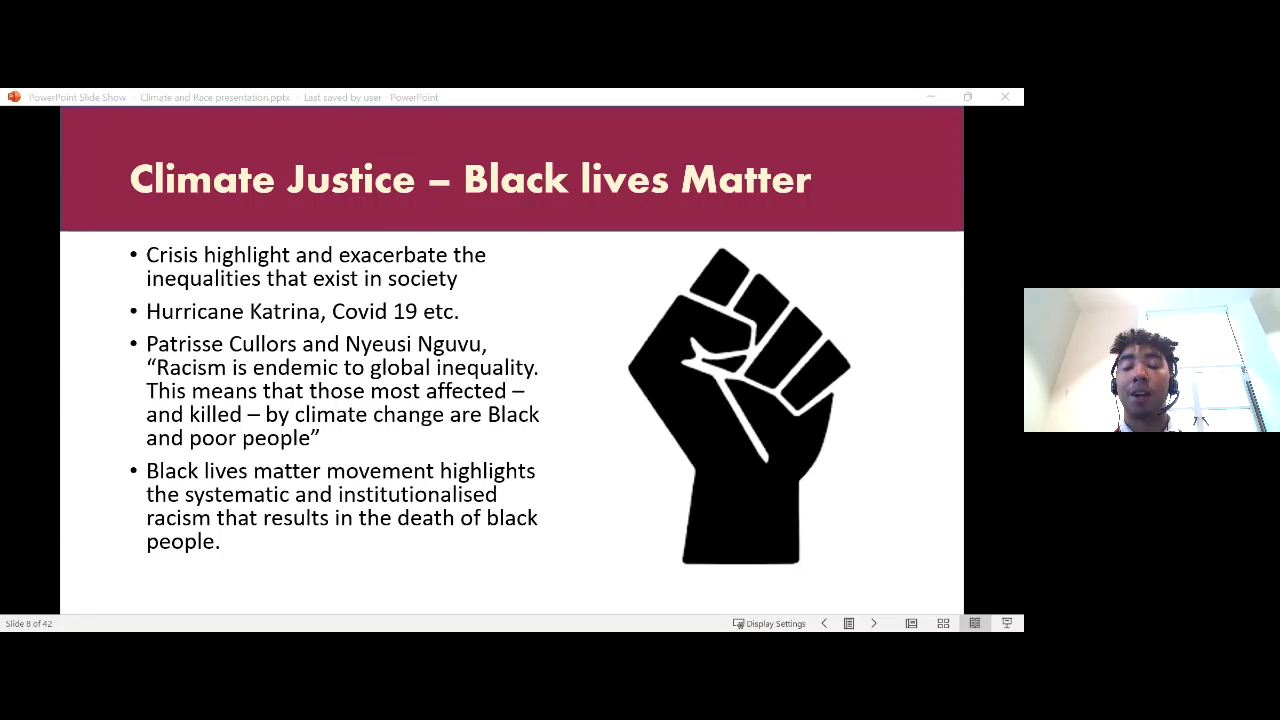 PowerPoint Slide Show - Climate and Race presentation.pptx - Last saved by user - PowerPoint
Climate Justice – Black lives Matter
• Crisis highlight and exacerbate the
inequalities that exist in society
• Hurricane Katrina, Covid 19 etc.
• Patrisse Cullors and Nyeusi Nguvu,
“Racism is endemic to global inequality.
This means that those most affected –
and killed – by climate change are Black
and poor people”
• Black lives matter movement highlights
the systematic and institutionalised
racism that results in the death of black
people.
Slide 8 of 42
Display Settings